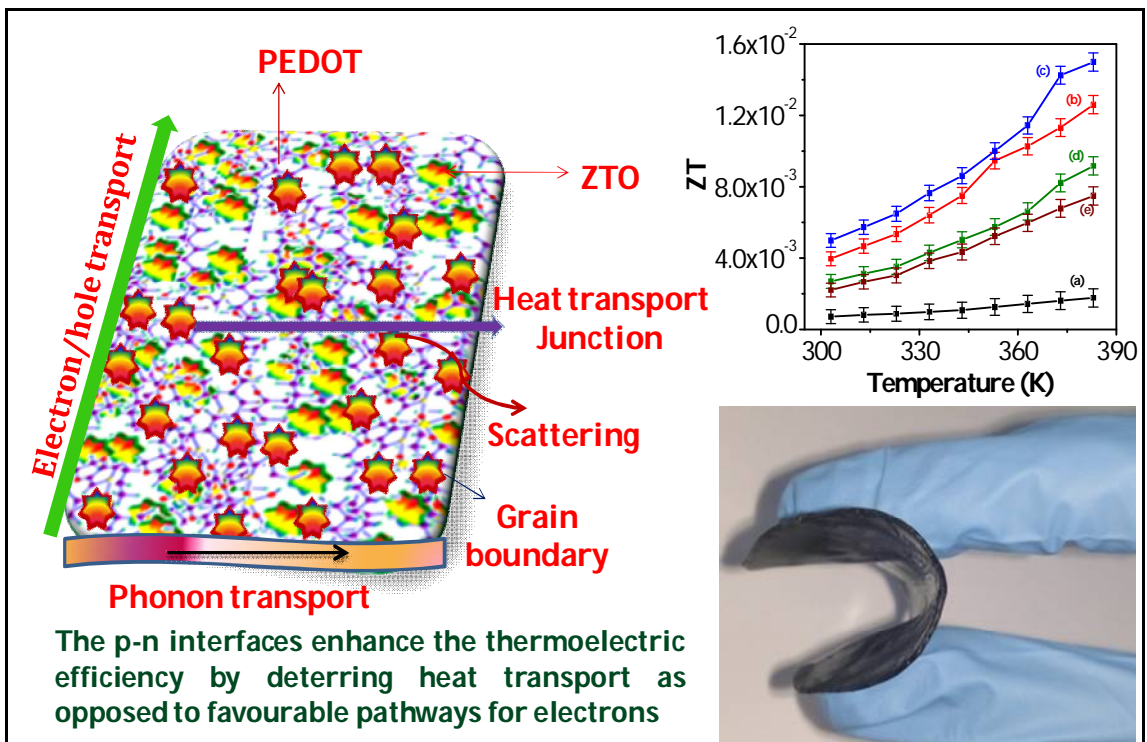 PEDOT
ZTO
Electron/hole transport
Heat transport
Junction
Scattering
Grain
boundary
Phonon transport
The p-n interfaces enhance the thermoelectric
efficiency by deterring heat transport as
opposed to favourable pathways for electrons
1.6x10⁻²
1.2x10⁻²
8.0x10⁻³
4.0x10⁻³
0.0
ZT
(c)
(b)
(d)
(e)
(a)
300 330 360 390
Temperature (K)